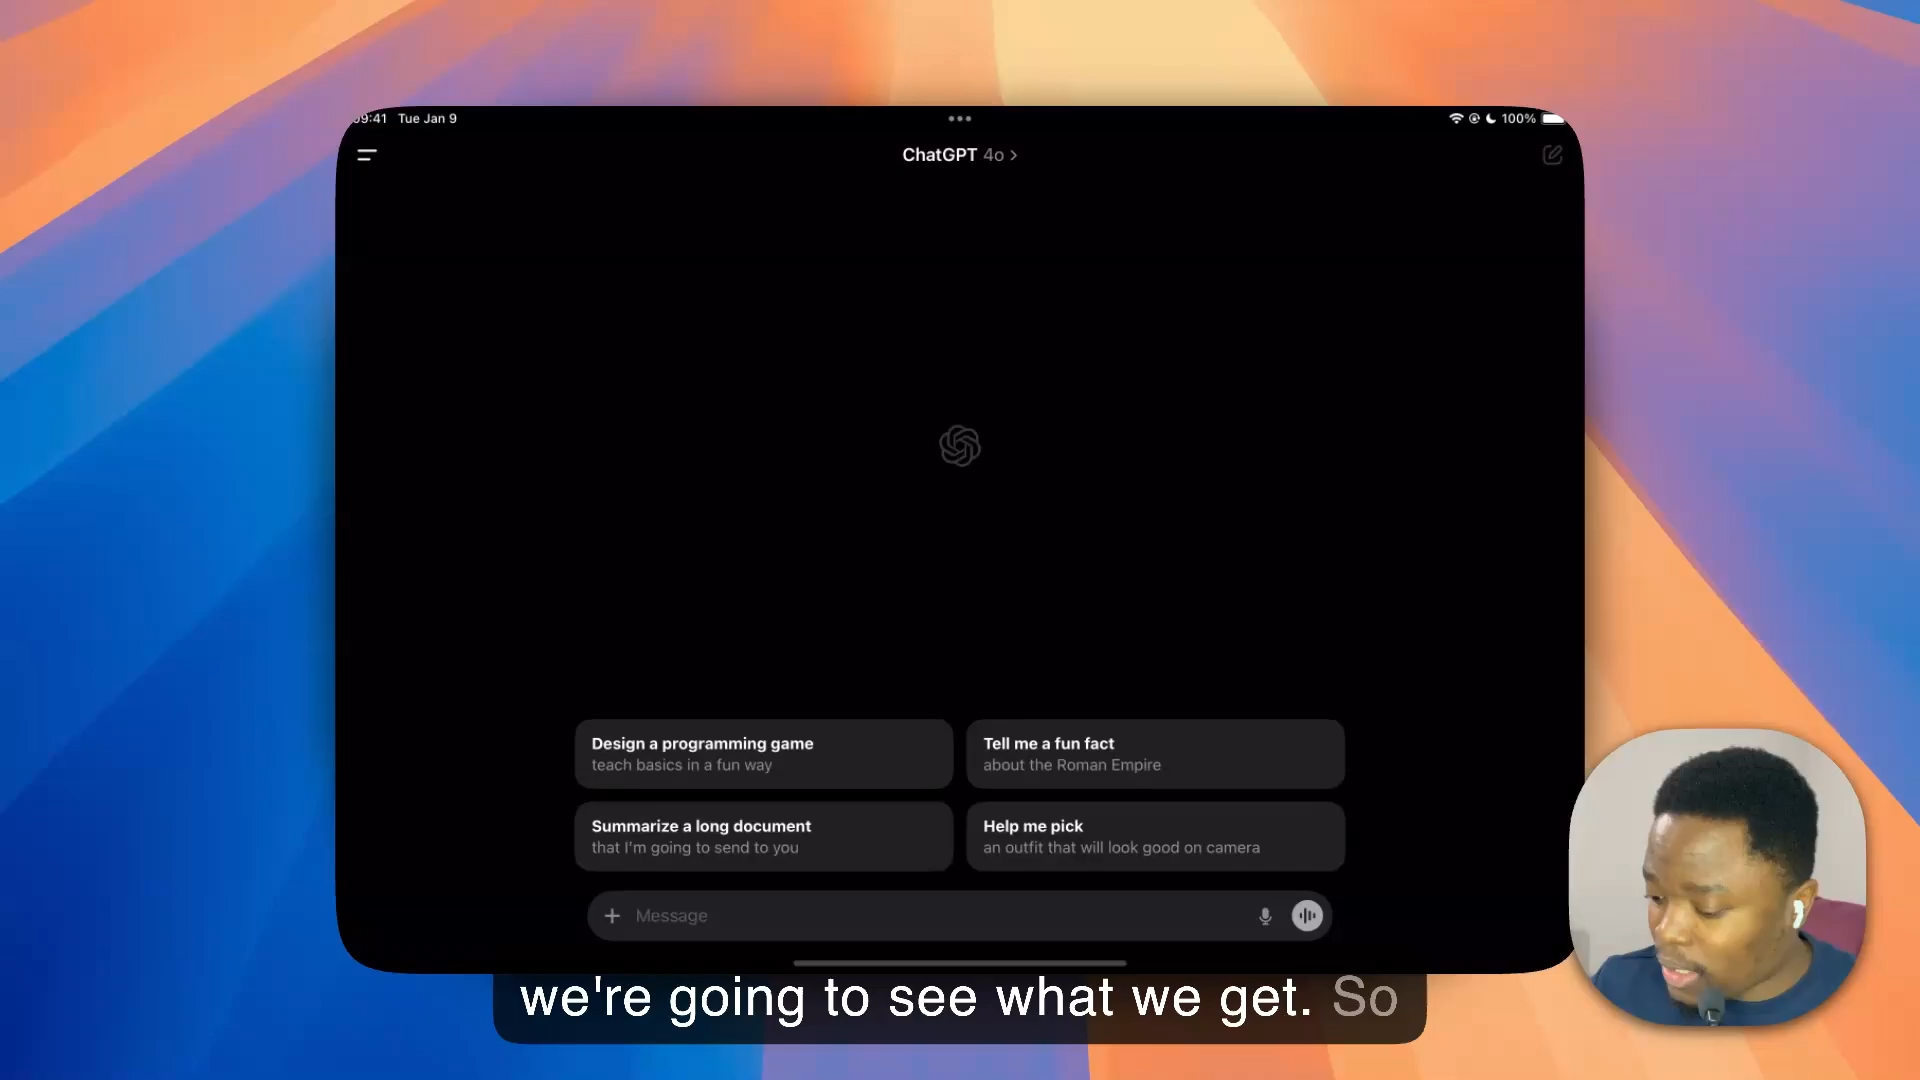 09:41 Tue Jan 9
100%
ChatGPT 4o >
Design a programming game
teach basics in a fun way
Tell me a fun fact
about the Roman Empire
Summarize a long document
that I'm going to send to you
Help me pick
an outfit that will look good on camera
Message
we're going to see what we get. So